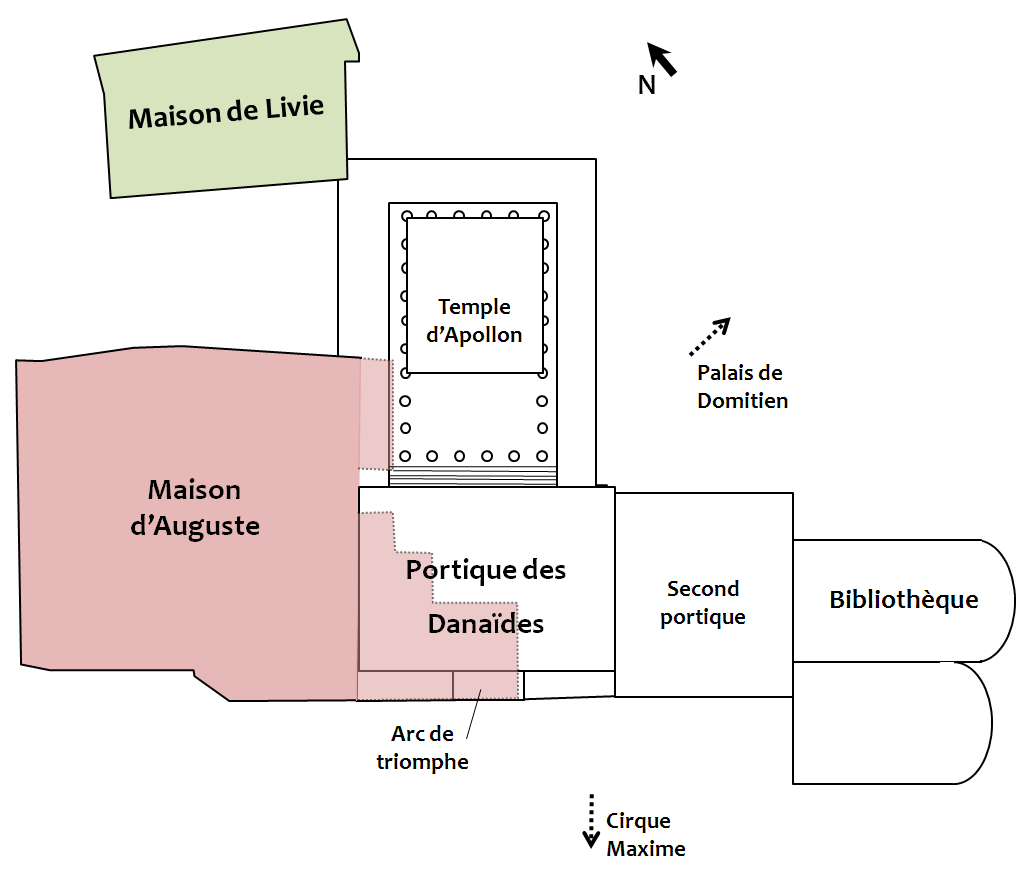 Maison de Livie
N
Temple
d’Apollon
Palais de
Domitien
Maison
d’Auguste
Portique des
Danaïdes
Second
portique
Bibliothèque
Arc de
triomphe
Cirque
Maxime